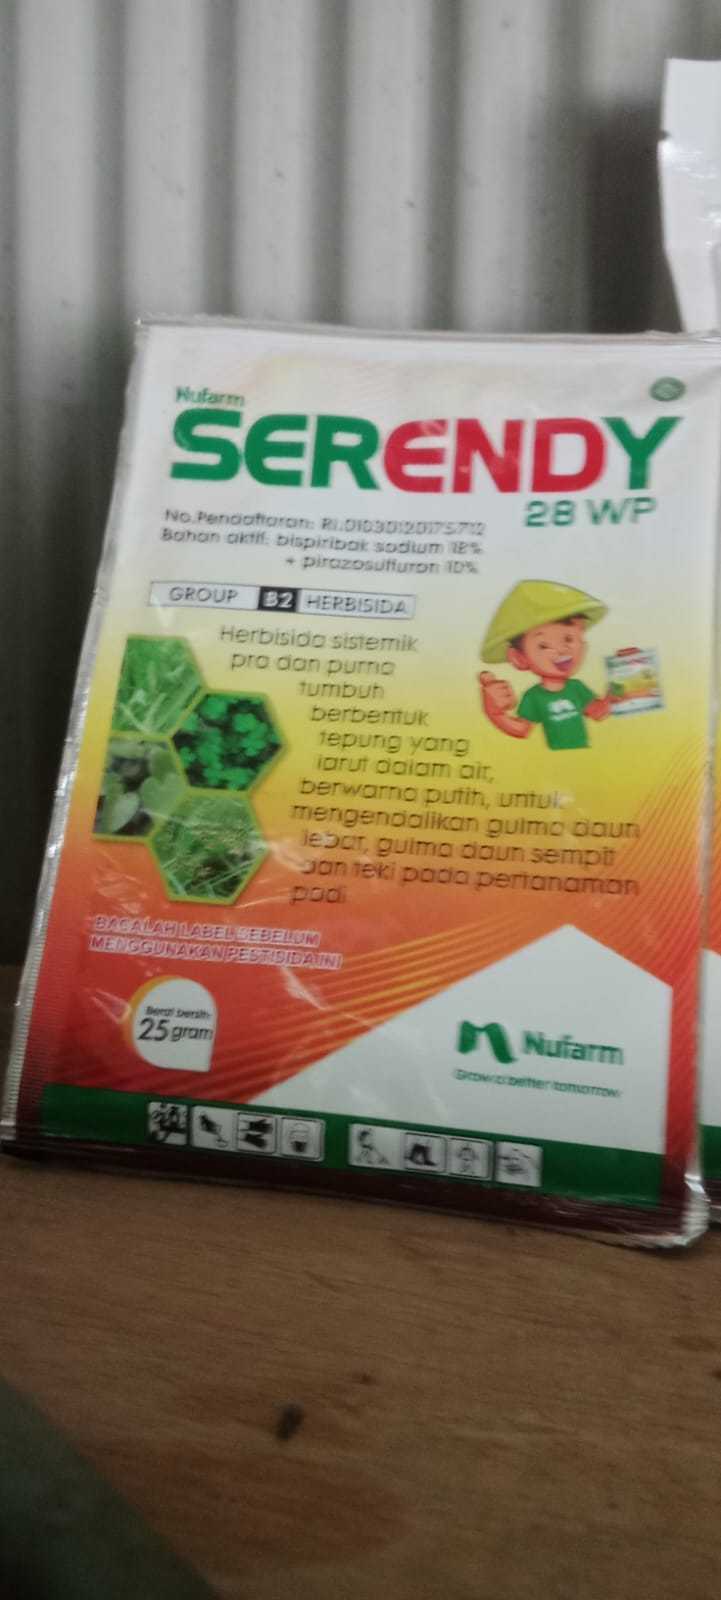 Nufarm
SERENDY
28 WP
No.Pendaftaran: RI.01030120175712
Bahan aktif: bispiribak sodium 18%
+ pirazosulfuron 10%
GROUP B2 HERBISIDA
Herbisida sistemik
pra dan purna
tumbuh
berbentuk
tepung yang
larut dalam air,
berwarna putih, untuk
mengendalikan gulma daun
lebar, gulma daun sempit
dan teki pada pertanaman
padi
BACALAH LABEL SEBELUM
MENGGUNAKAN PESTISIDA INI
Berat bersih:
25 gram
Nufarm
Grow a better tomorrow